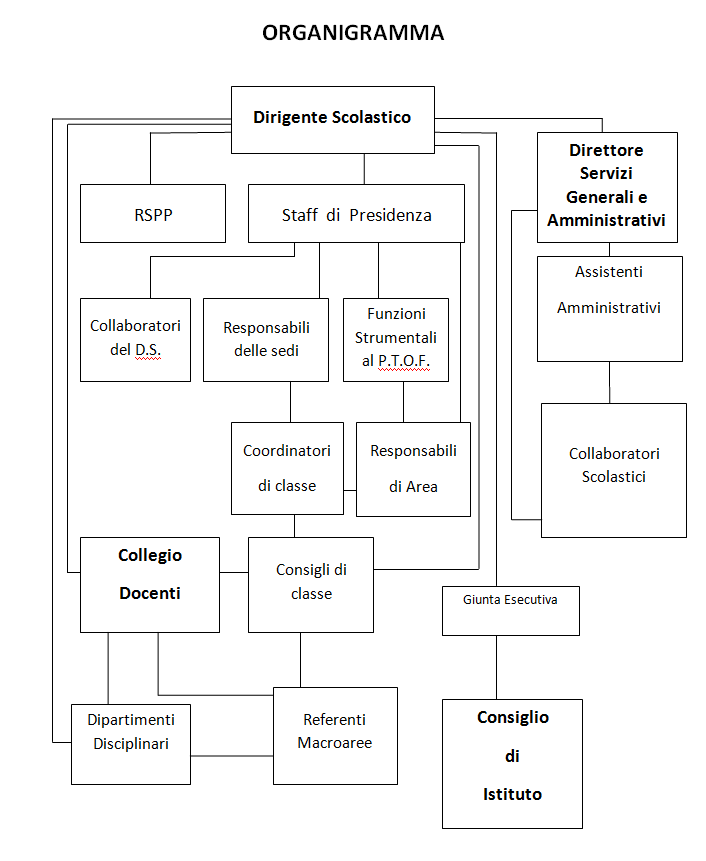 ORGANIGRAMMA
Dirigente Scolastico
Direttore
Servizi
Generali e
Amministrativi
RSPP
Staff di Presidenza
Assistenti
Amministrativi
Collaboratori
del D.S.
Responsabili
delle sedi
Funzioni
Strumentali
al P.T.O.F.
Coordinatori
di classe
Responsabili
di Area
Collaboratori
Scolastici
Collegio
Docenti
Consigli di
classe
Giunta Esecutiva
Dipartimenti
Disciplinari
Referenti
Macroaree
Consiglio
di
Istituto